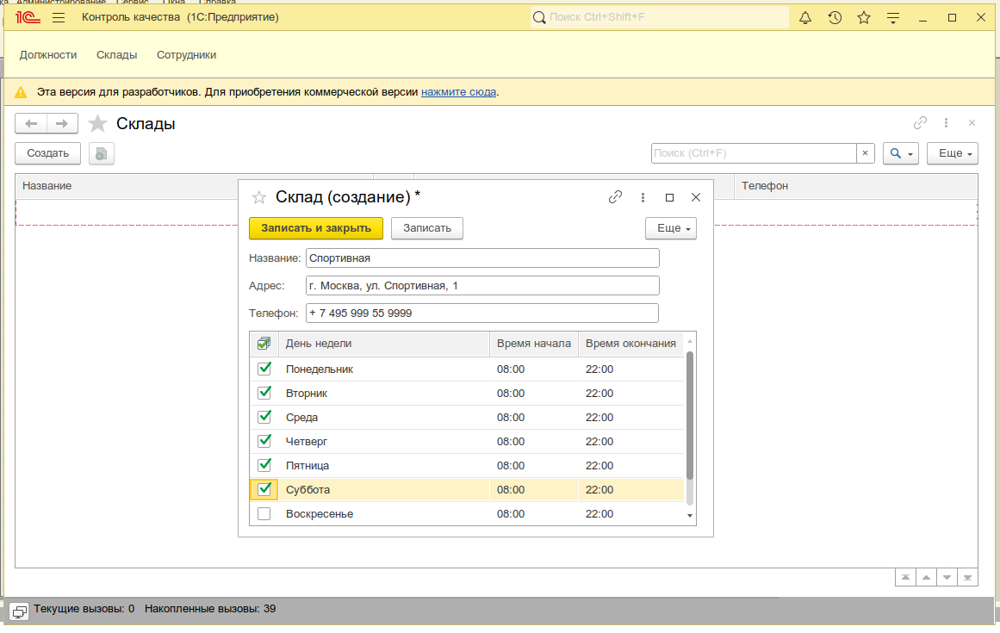 Администрирование Сервис Окна Справка
1С Контроль качества (1С:Предприятие) Поиск Ctrl+Shift+F
Должности Склады Сотрудники
Эта версия для разработчиков. Для приобретения коммерческой версии нажмите сюда.
Склады
Создать Поиск (Ctrl+F) × Еще
Название Телефон
Склад (создание) *
Записать и закрыть Записать Еще
Название: Спортивная
Адрес: г. Москва, ул. Спортивная, 1
Телефон: + 7 495 999 55 9999
День недели Время начала Время окончания
Понедельник 08:00 22:00
Вторник 08:00 22:00
Среда 08:00 22:00
Четверг 08:00 22:00
Пятница 08:00 22:00
Суббота 08:00 22:00
Воскресенье 08:00 22:00
Текущие вызовы: 0 Накопленные вызовы: 39